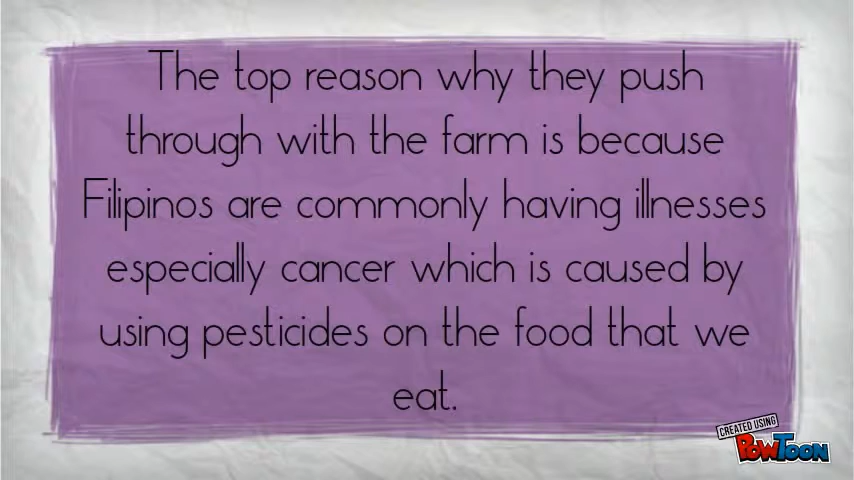 The top reason why they push
through with the farm is because
Filipinos are commonly having illnesses
especially cancer which is caused by
using pesticides on the food that we
eat.
CREATED USING
POWTOON